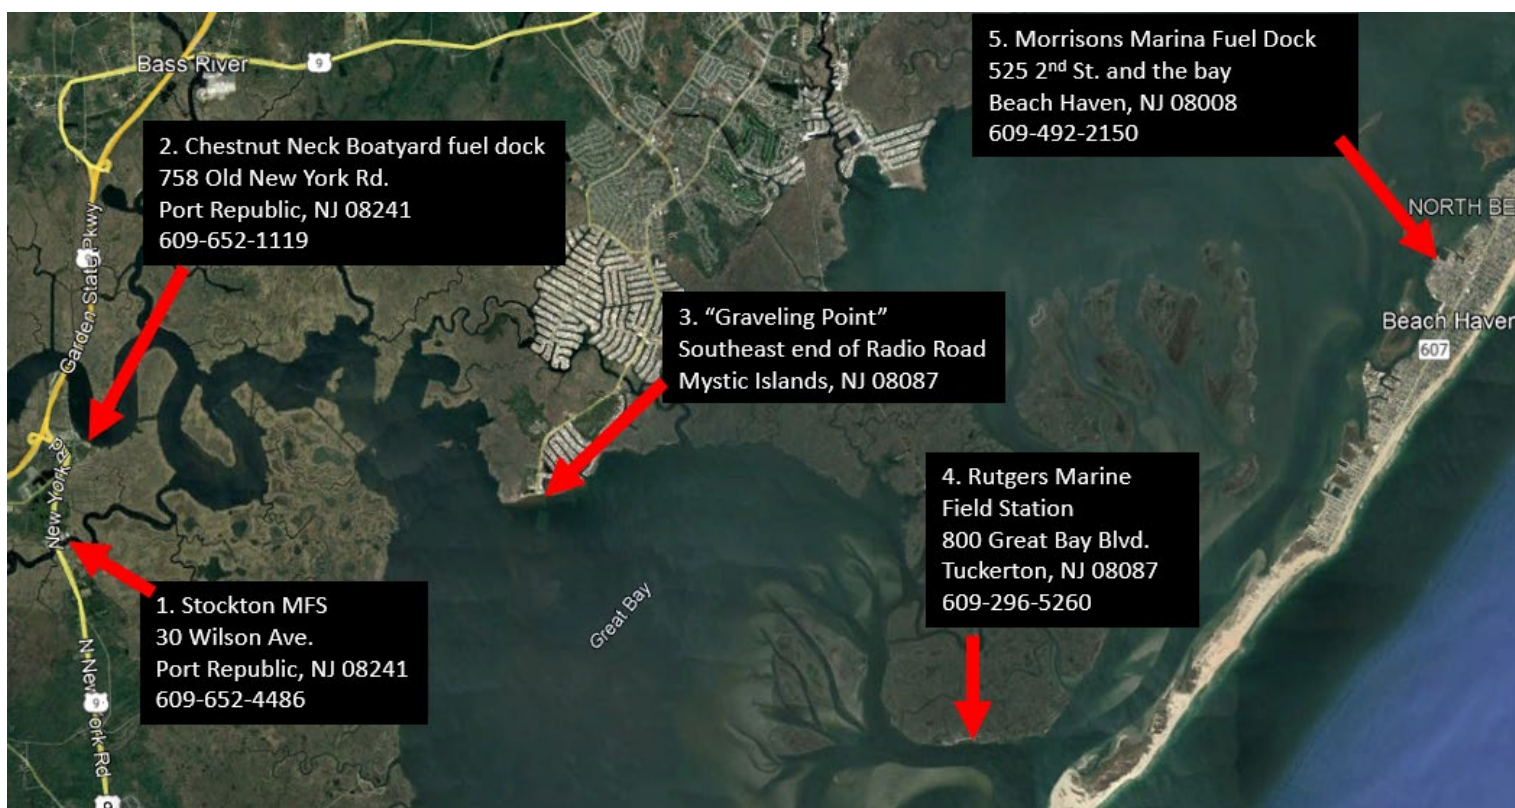 Bass River
9
5. Morrisons Marina Fuel Dock
525 2nd St. and the bay
Beach Haven, NJ 08008
609-492-2150
2. Chestnut Neck Boatyard fuel dock
758 Old New York Rd.
Port Republic, NJ 08241
609-652-1119
NORTH BE
Garden State Pkwy
3. “Graveling Point”
Southeast end of Radio Road
Mystic Islands, NJ 08087
Beach Haven
607
New York Rd
4. Rutgers Marine
Field Station
800 Great Bay Blvd.
Tuckerton, NJ 08087
609-296-5260
1. Stockton MFS
30 Wilson Ave.
Port Republic, NJ 08241
609-652-4486
Great Bay
N New York Rd
9
9